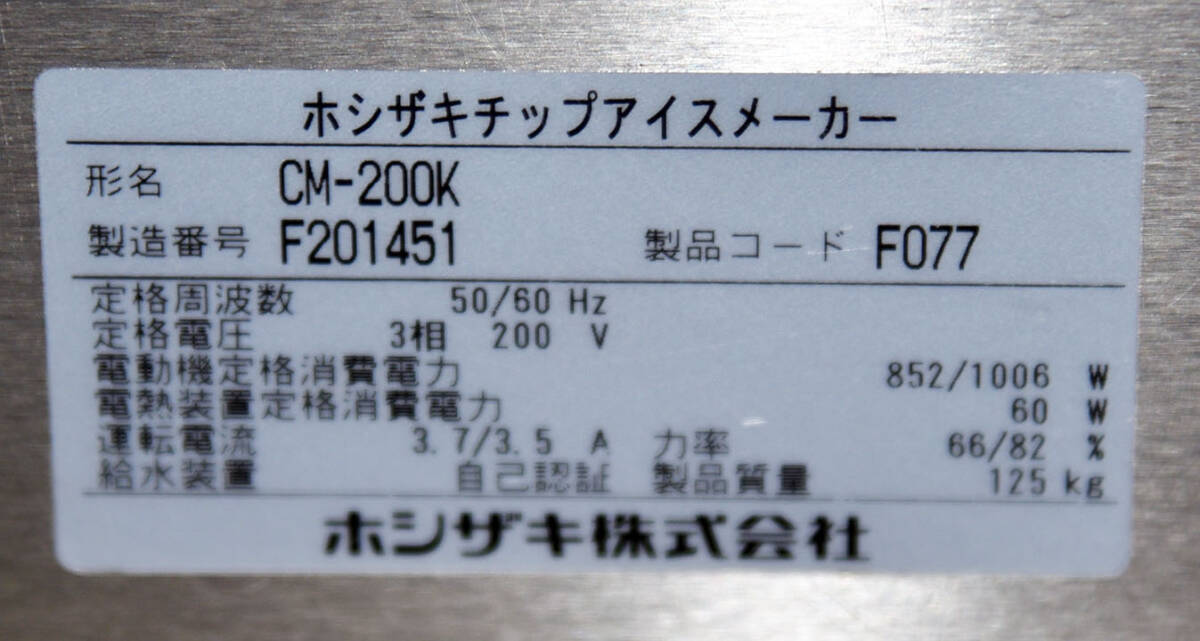 ホシザキチップアイスメーカー
形名 CM-200K
製造番号 F201451 製品コード F077
定格周波数 50/60 Hz
定格電圧 3相 200 V
電動機定格消費電力 852/1006 W
電熱装置定格消費電力 60 W
運転電流 3.7/3.5 A 力率 66/82 %
給水装置 自己認証 製品質量 125 kg
ホシザキ株式会社